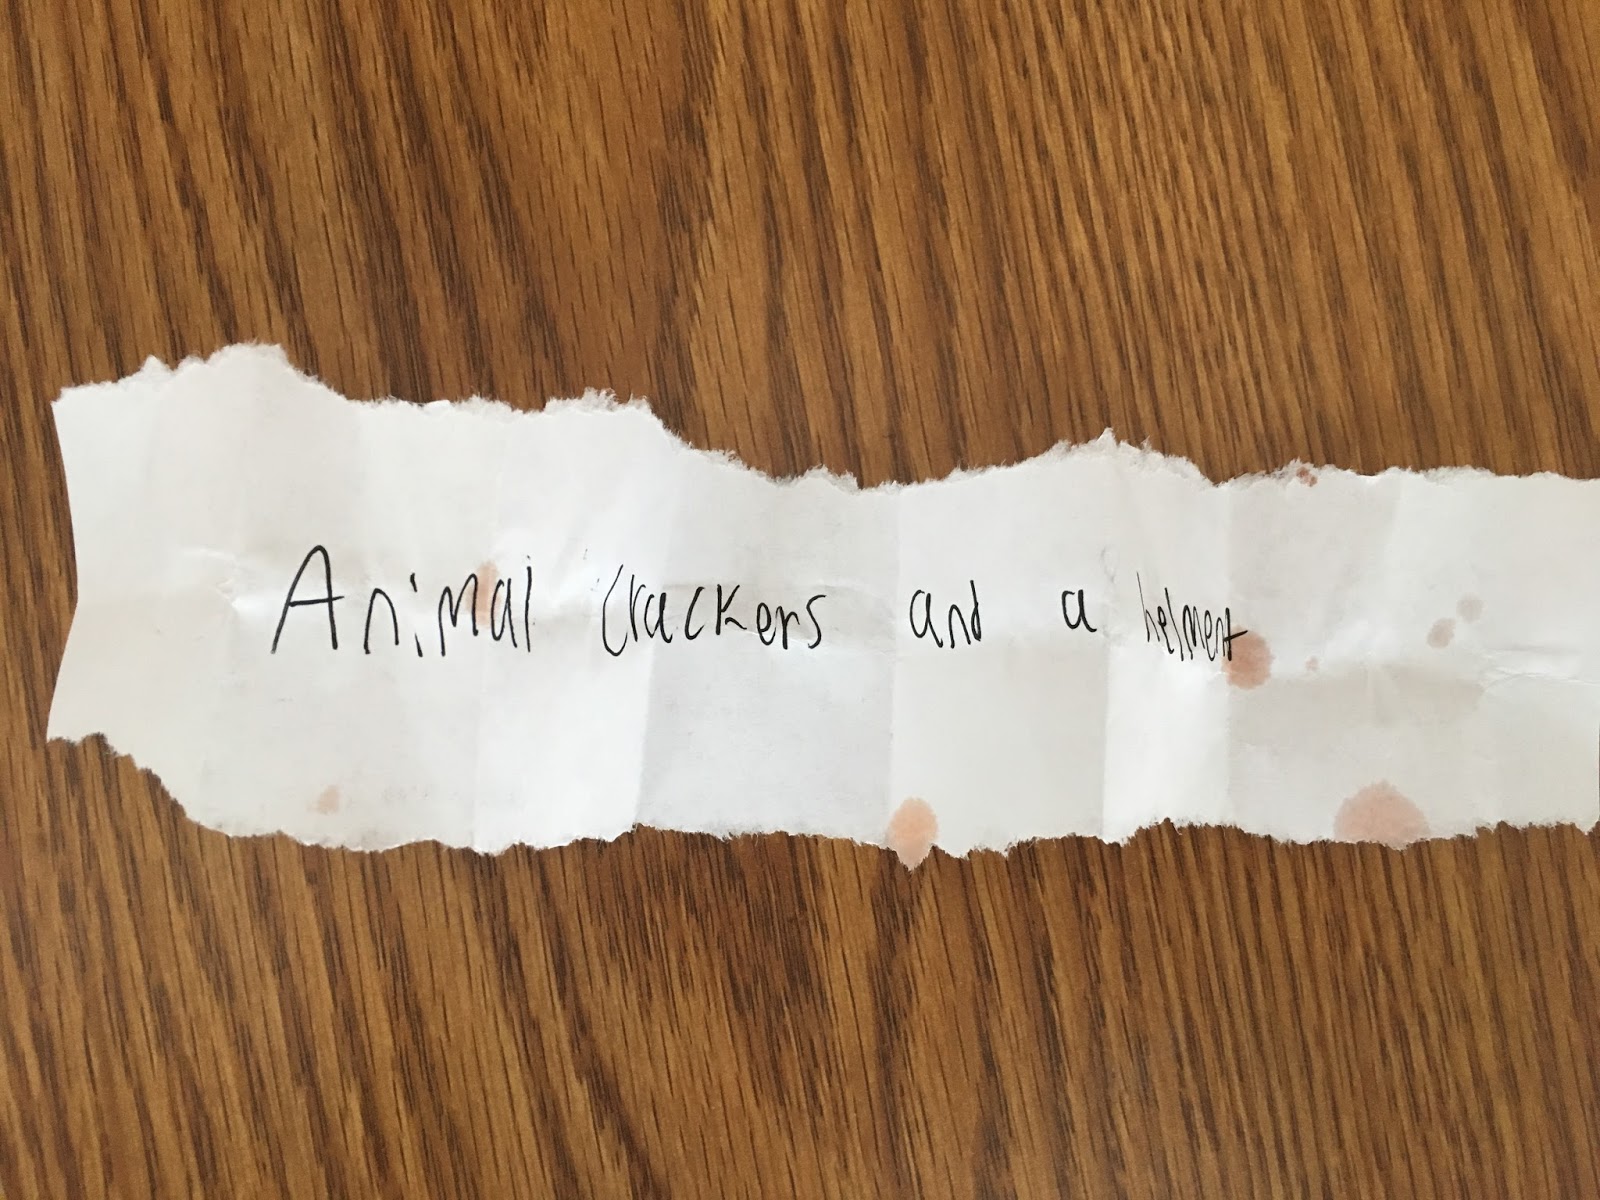 Animal Crackers and a helment